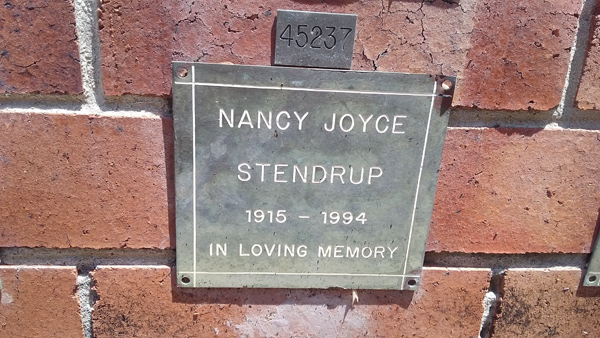 45237
NANCY JOYCE
STENDRUP
1915 - 1994
IN LOVING MEMORY